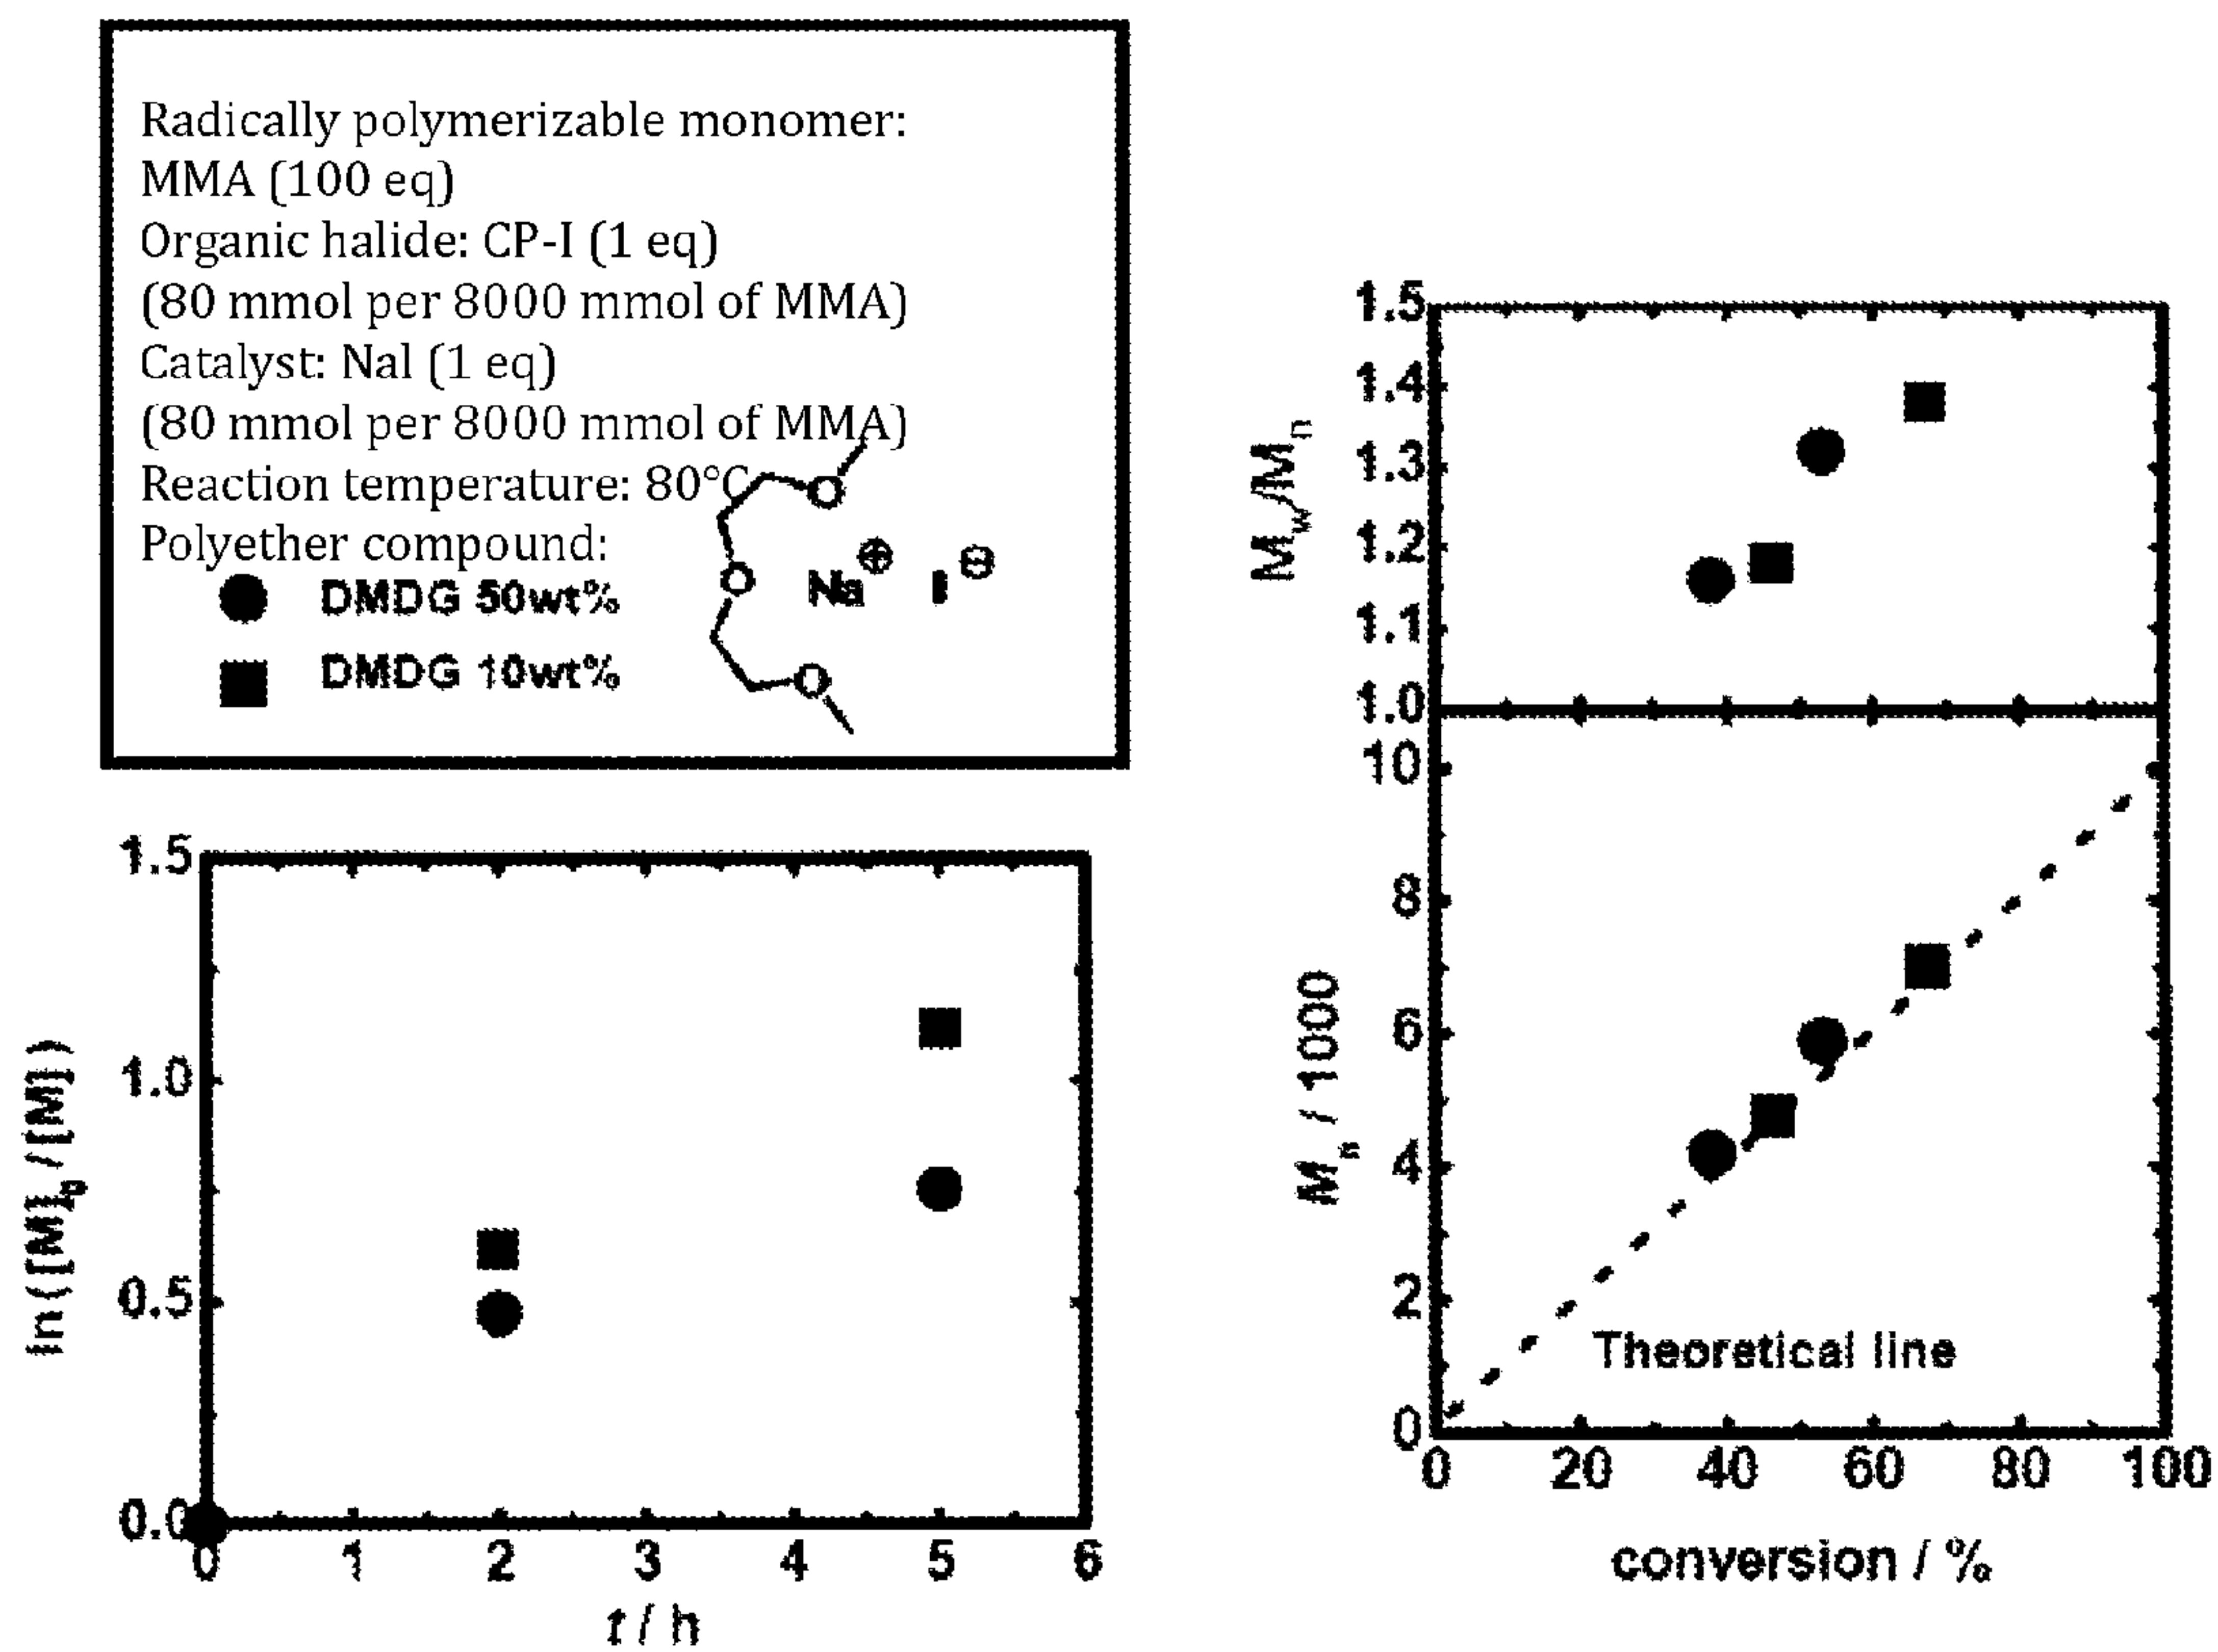 Radically polymerizable monomer:
MMA (100 eq)
Organic halide: CP-I (1 eq)
(80 mmol per 8000 mmol of MMA)
Catalyst: NaI (1 eq)
(80 mmol per 8000 mmol of MMA)
Reaction temperature: 80°C
Polyether compound:
DMDG 50wt%
DMDG 10wt%
O
O
O
Na ⊕ I ⊖
1.5
1.0
0.5
0.0
0 1 2 3 4 5 6
ln([M]₀/[M])
t / h
1.5
1.4
1.3
1.2
1.1
1.0
Mw/Mn
10
8
6
4
2
0
Mn / 1000
Theoretical line
0 20 40 60 80 100
conversion / %